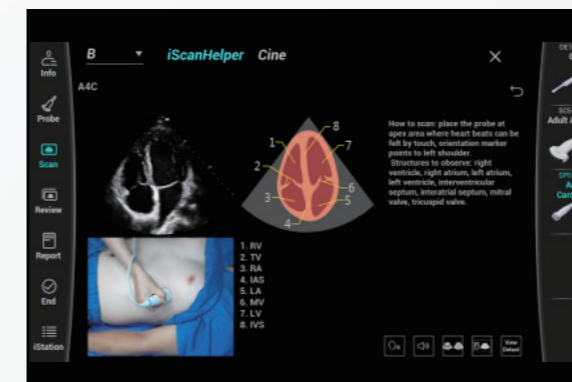 B
iScanHelper
Cine
A4C
Info
Probe
Scan
Review
Report
End
iStation
8
1
7
2
6
3
5
4
How to scan: place the probe at
apex area where heart beats can be
felt by touch, orientation marker
points to left shoulder.
Structures to observe: right
ventricle, right atrium, left atrium,
left ventricle, interventricular
septum, interatrial septum, mitral
valve, tricuspid valve.
1. RV
2. TV
3. RA
4. IAS
5. LA
6. MV
7. LV
8. IVS
View
Detect
Adult